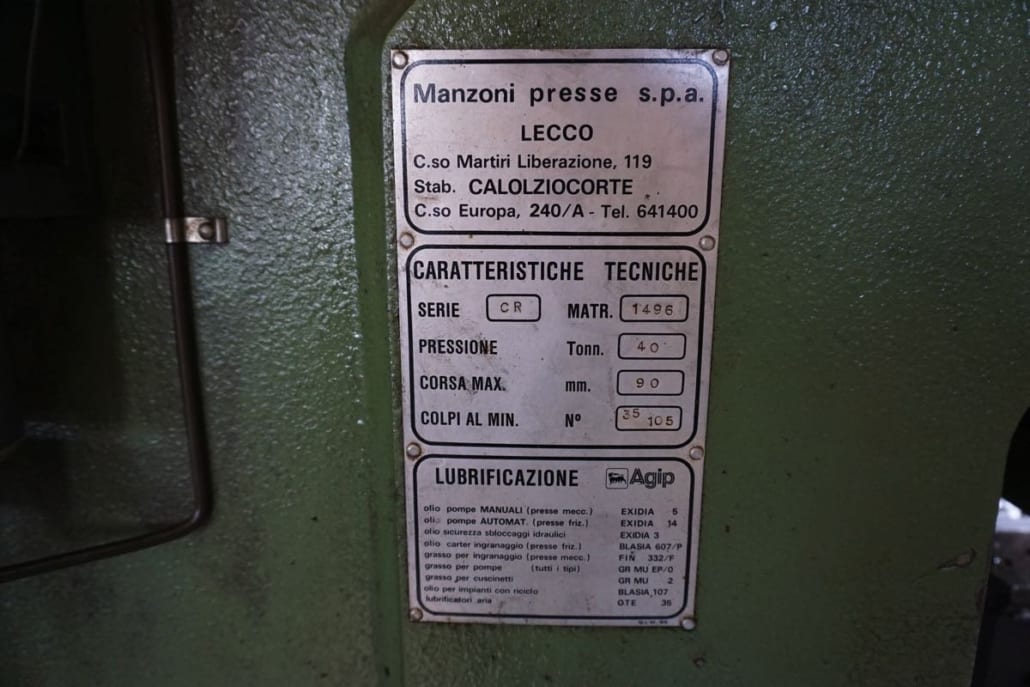 Manzoni presse s.p.a.
LECCO
C.so Martiri Liberazione, 119
Stab. CALOLZIOCORTE
C.so Europa, 240/A - Tel. 641400
CARATTERISTICHE TECNICHE
SERIE CR MATR. 1496
PRESSIONE Tonn. 40
CORSA MAX. mm. 90
COLPI AL MIN. Nº 35 105
LUBRIFICAZIONE Agip
olio pompe MANUALI (presse mecc.) EXIDIA 5
olio pompe AUTOMAT. (presse friz.) EXIDIA 14
olio sicurezza sbloccaggi idraulici EXIDIA 3
olio carter ingranaggio (presse friz.) BLASIA 607/P
grasso per ingranaggio (presse mecc.) FIN 332/F
grasso per pompe (tutti i tipi) GR MU EP/0
grasso per cuscinetti GR MU 2
olio per impianti con riciclo BLASIA 107
lubrificatori aria OTE 35